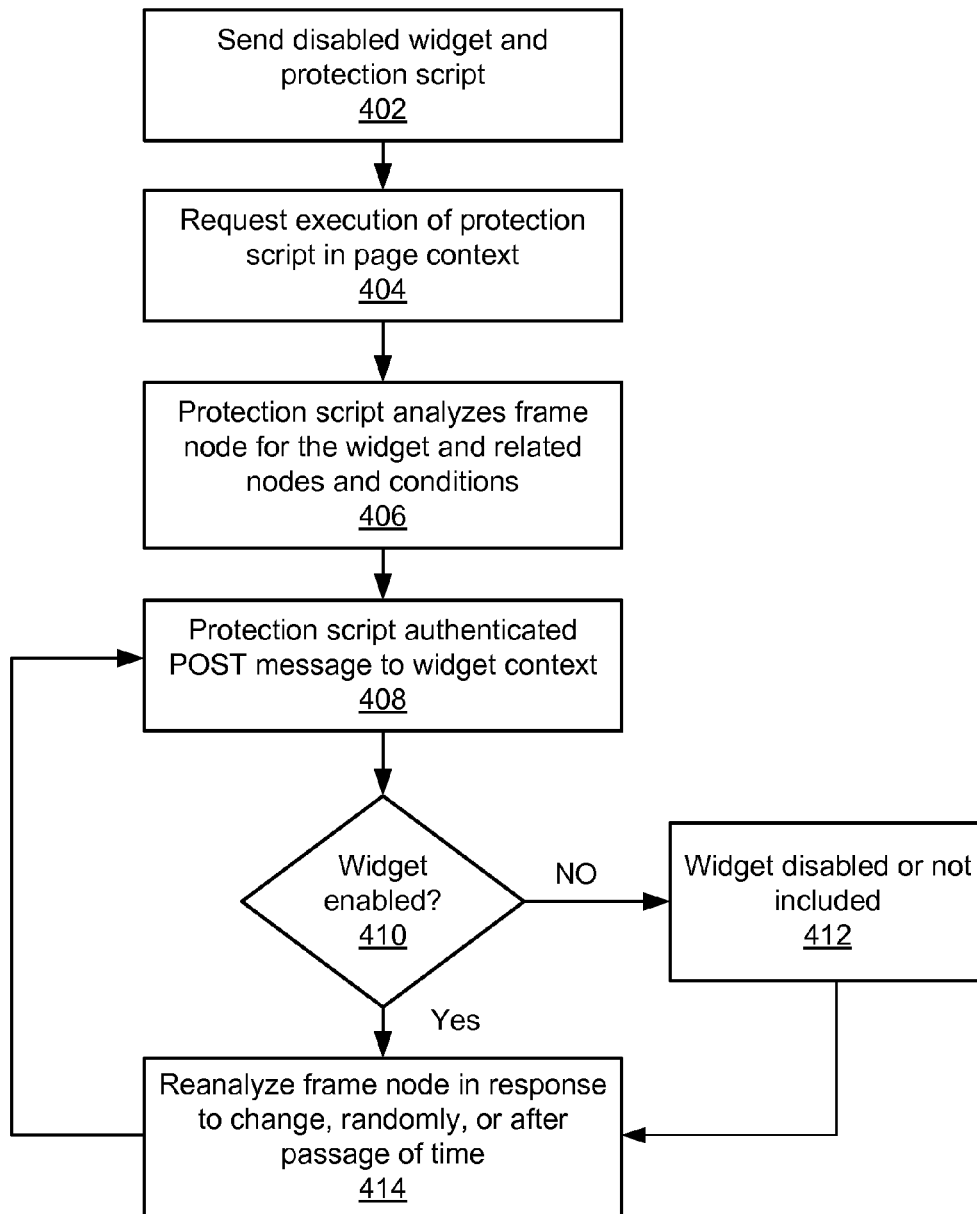 Send disabled widget and
protection script
402
Request execution of protection
script in page context
404
Protection script analyzes frame
node for the widget and related
nodes and conditions
406
Protection script authenticated
POST message to widget context
408
Widget
enabled?
410
NO
Widget disabled or not
included
412
Yes
Reanalyze frame node in response
to change, randomly, or after
passage of time
414